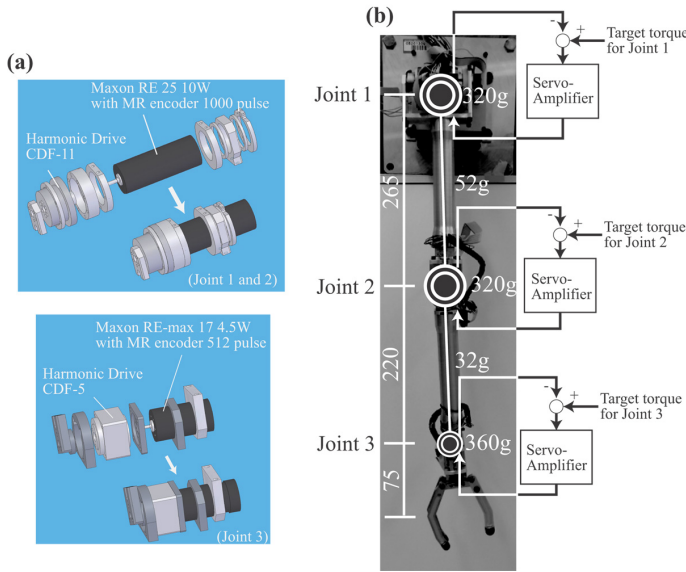 (a)
Maxon RE 25 10W
with MR encoder 1000 pulse
Harmonic Drive
CDF-11
(Joint 1 and 2)
Maxon RE-max 17 4.5W
with MR encoder 512 pulse
Harmonic Drive
CDF-5
(Joint 3)
(b)
Joint 1
320g
265
52g
Joint 2
320g
220
32g
Joint 3
360g
75
-
+
Target torque
for Joint 1
Servo-
Amplifier
-
+
Target torque
for Joint 2
Servo-
Amplifier
-
+
Target torque
for Joint 3
Servo-
Amplifier